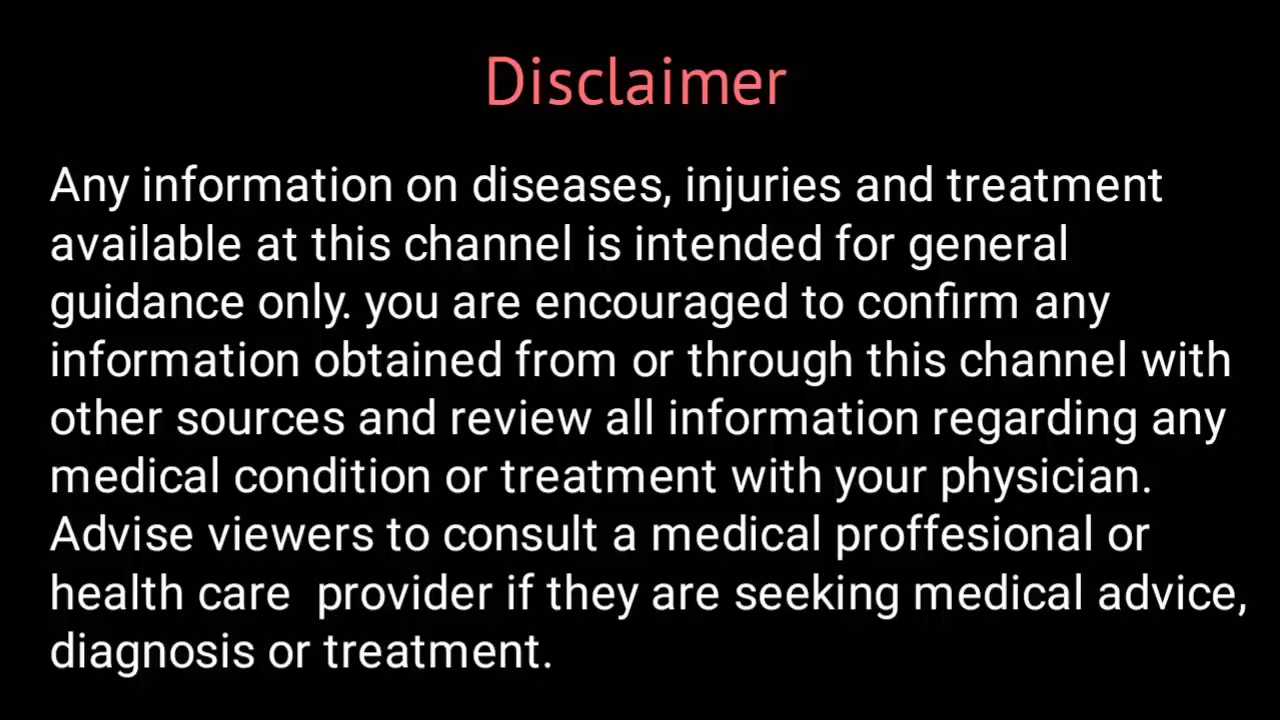 Disclaimer
Any information on diseases, injuries and treatment
available at this channel is intended for general
guidance only. you are encouraged to confirm any
information obtained from or through this channel with
other sources and review all information regarding any
medical condition or treatment with your physician.
Advise viewers to consult a medical proffesional or
health care  provider if they are seeking medical advice,
diagnosis or treatment.